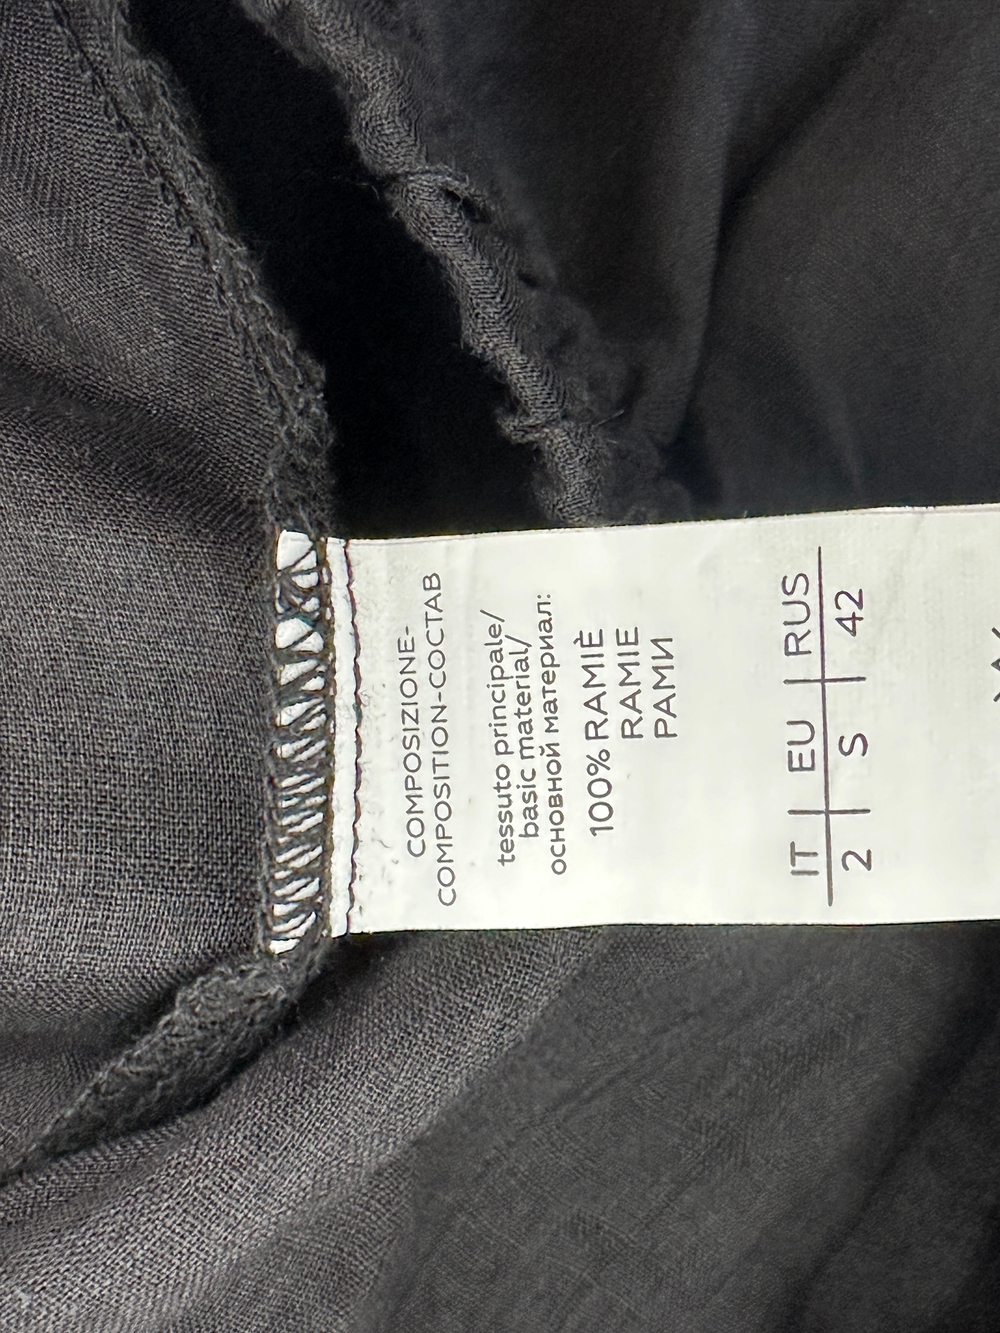 COMPOSIZIONE-
COMPOSITION-СОСТАВ
tessuto principale/
basic material/
основной материал:
100% RAMIÈ
RAMIE
РАМИ
IT | EU | RUS
2 | S | 42